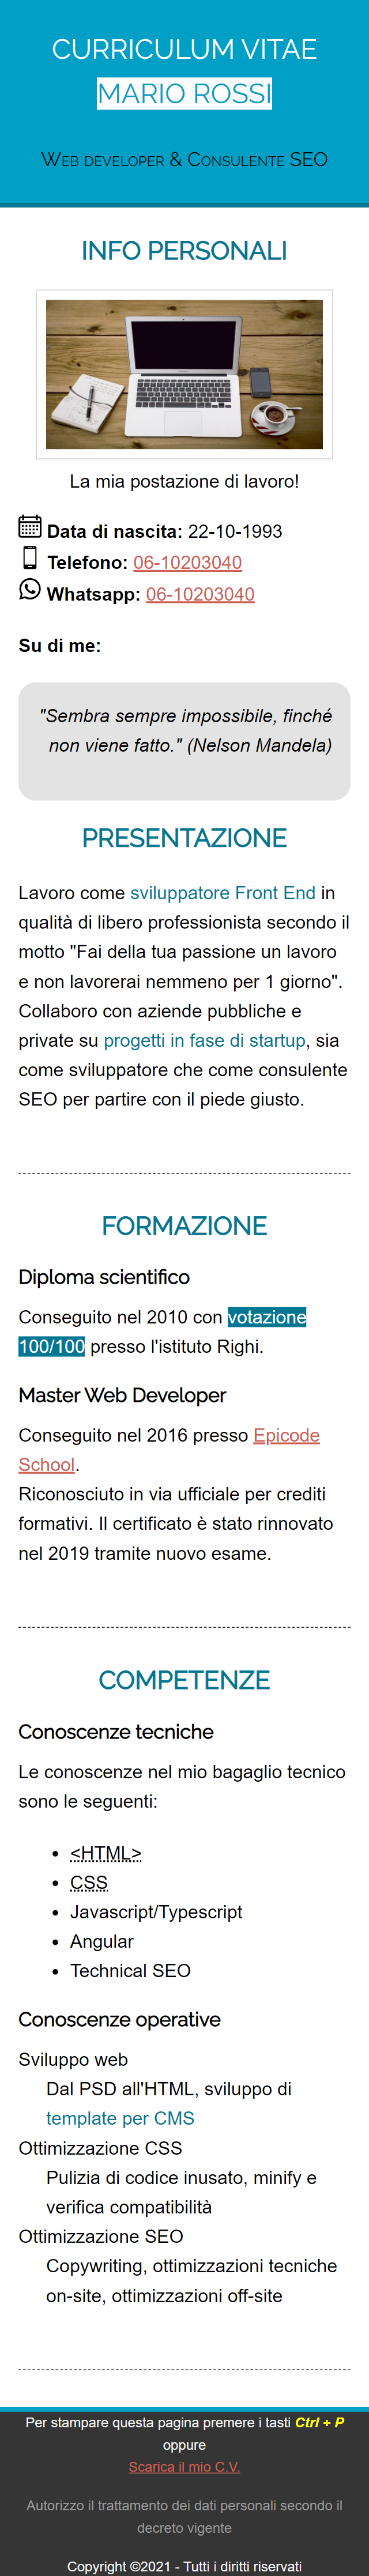 CURRICULUM VITAE
MARIO ROSSI
Web developer & Consulente SEO
INFO PERSONALI
La mia postazione di lavoro!
Data di nascita: 22-10-1993
Telefono: 06-10203040
Whatsapp: 06-10203040
Su di me:
"Sembra sempre impossibile, finché
non viene fatto." (Nelson Mandela)
PRESENTAZIONE
Lavoro come sviluppatore Front End in
qualità di libero professionista secondo il
motto "Fai della tua passione un lavoro
e non lavorerai nemmeno per 1 giorno".
Collaboro con aziende pubbliche e
private su progetti in fase di startup, sia
come sviluppatore che come consulente
SEO per partire con il piede giusto.
FORMAZIONE
Diploma scientifico
Conseguito nel 2010 con votazione
100/100 presso l'istituto Righi.
Master Web Developer
Conseguito nel 2016 presso Epicode
School.
Riconosciuto in via ufficiale per crediti
formativi. Il certificato è stato rinnovato
nel 2019 tramite nuovo esame.
COMPETENZE
Conoscenze tecniche
Le conoscenze nel mio bagaglio tecnico
sono le seguenti:
• <HTML>
• CSS
• Javascript/Typescript
• Angular
• Technical SEO
Conoscenze operative
Sviluppo web
Dal PSD all'HTML, sviluppo di
template per CMS
Ottimizzazione CSS
Pulizia di codice inusato, minify e
verifica compatibilità
Ottimizzazione SEO
Copywriting, ottimizzazioni tecniche
on-site, ottimizzazioni off-site
Per stampare questa pagina premere i tasti Ctrl + P
oppure
Scarica il mio C.V.
Autorizzo il trattamento dei dati personali secondo il
decreto vigente
Copyright ©2021 - Tutti i diritti riservati